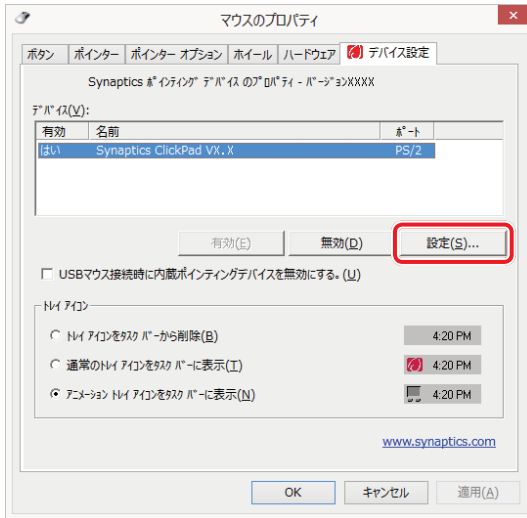 マウスのプロパティ
ボタン ポインター ポインター オプション ホイール ハードウェア デバイス設定
Synaptics ﾎﾟｲﾝﾃｨﾝｸﾞ ﾃﾞﾊﾞｲｽ のﾌﾟﾛﾊﾟﾃｨ - ﾊﾞｰｼﾞｮﾝXXXX
ﾃﾞﾊﾞｲｽ(V):
有効 名前 ﾎﾟｰﾄ
はい Synaptics ClickPad VX.X PS/2
有効(E) 無効(D) 設定(S)...
USBマウス接続時に内蔵ポインティングデバイスを無効にする。(U)
ﾄﾚｲ ｱｲｺﾝ
ﾄﾚｲ ｱｲｺﾝをﾀｽｸ ﾊﾞｰから削除(B) 4:20 PM
通常のﾄﾚｲ ｱｲｺﾝをﾀｽｸ ﾊﾞｰに表示(T) 4:20 PM
ｱﾆﾒｰｼｮﾝ ﾄﾚｲ ｱｲｺﾝをﾀｽｸ ﾊﾞｰに表示(N) 4:20 PM
www.synaptics.com
OK キャンセル 適用(A)